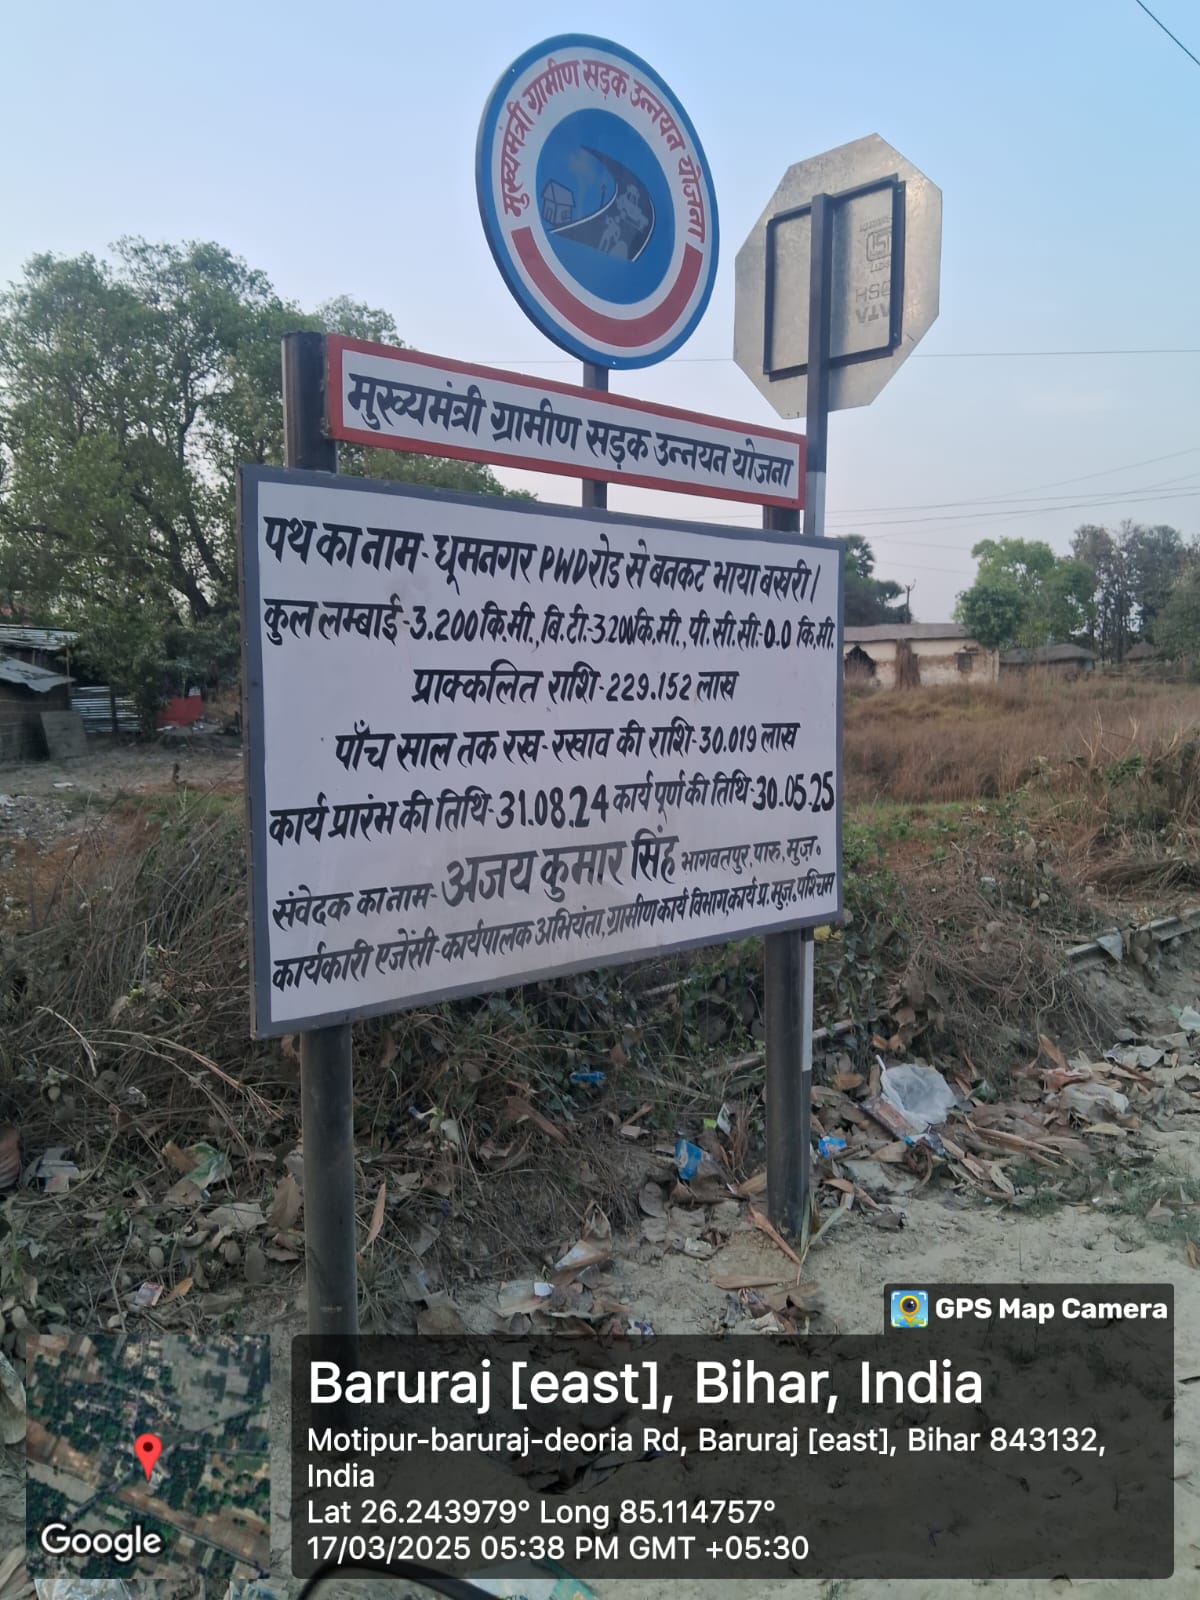 मुख्यमंत्री ग्रामीण सड़क उन्नयन योजना
मुख्यमंत्री ग्रामीण सड़क उन्नयन योजना
पथ का नाम- धूमनगर PWD रोड से बनकट भाया बखरी।
कुल लम्बाई-3.200कि.मी.,बि.टी.-3.200कि.मी., पी.सी.सी.-0.0 कि.मी.
प्राक्कलित राशि-229.152 लाख
पाँच साल तक रख-रखाव की राशि-30.019 लाख
कार्य प्रारंभ की तिथि-31.08.24 कार्य पूर्ण की तिथि-30.05.25
संवेदक का नाम- अजय कुमार सिंह भागवतपुर, पारु, मुज़॰
कार्यकारी एजेंसी-कार्यपालक अभियंता, ग्रामीण कार्य विभाग, कार्य प्र. मुज़॰ पश्चिम
GPS Map Camera
Baruraj [east], Bihar, India
Motipur-baruraj-deoria Rd, Baruraj [east], Bihar 843132,
India
Lat 26.243979° Long 85.114757°
17/03/2025 05:38 PM GMT +05:30
Google